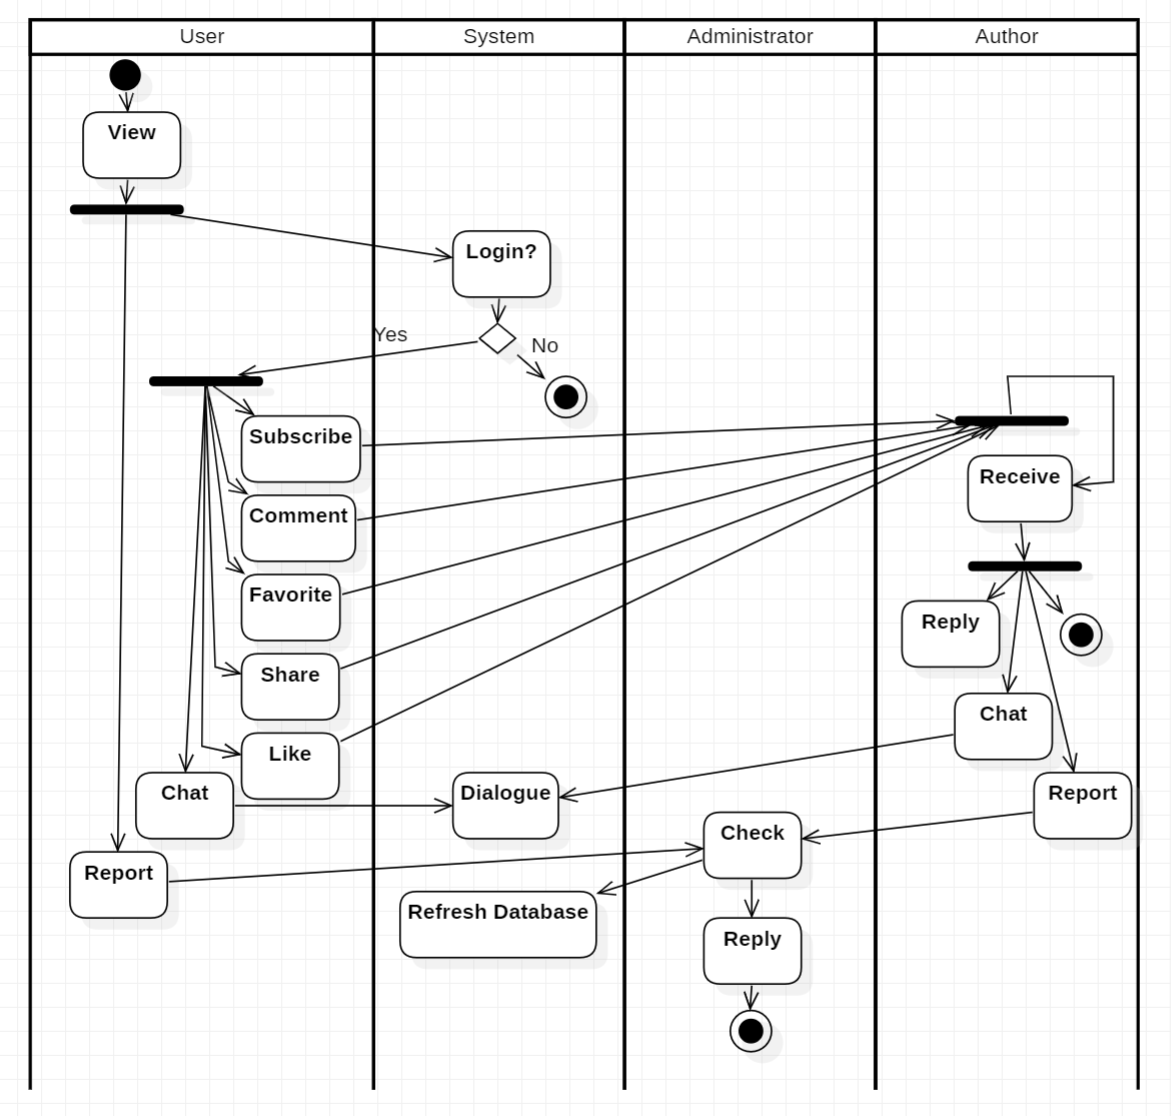 User
System
Administrator
Author
View
Login?
Yes
No
Subscribe
Receive
Comment
Favorite
Reply
Share
Chat
Like
Chat
Dialogue
Report
Check
Report
Refresh Database
Reply